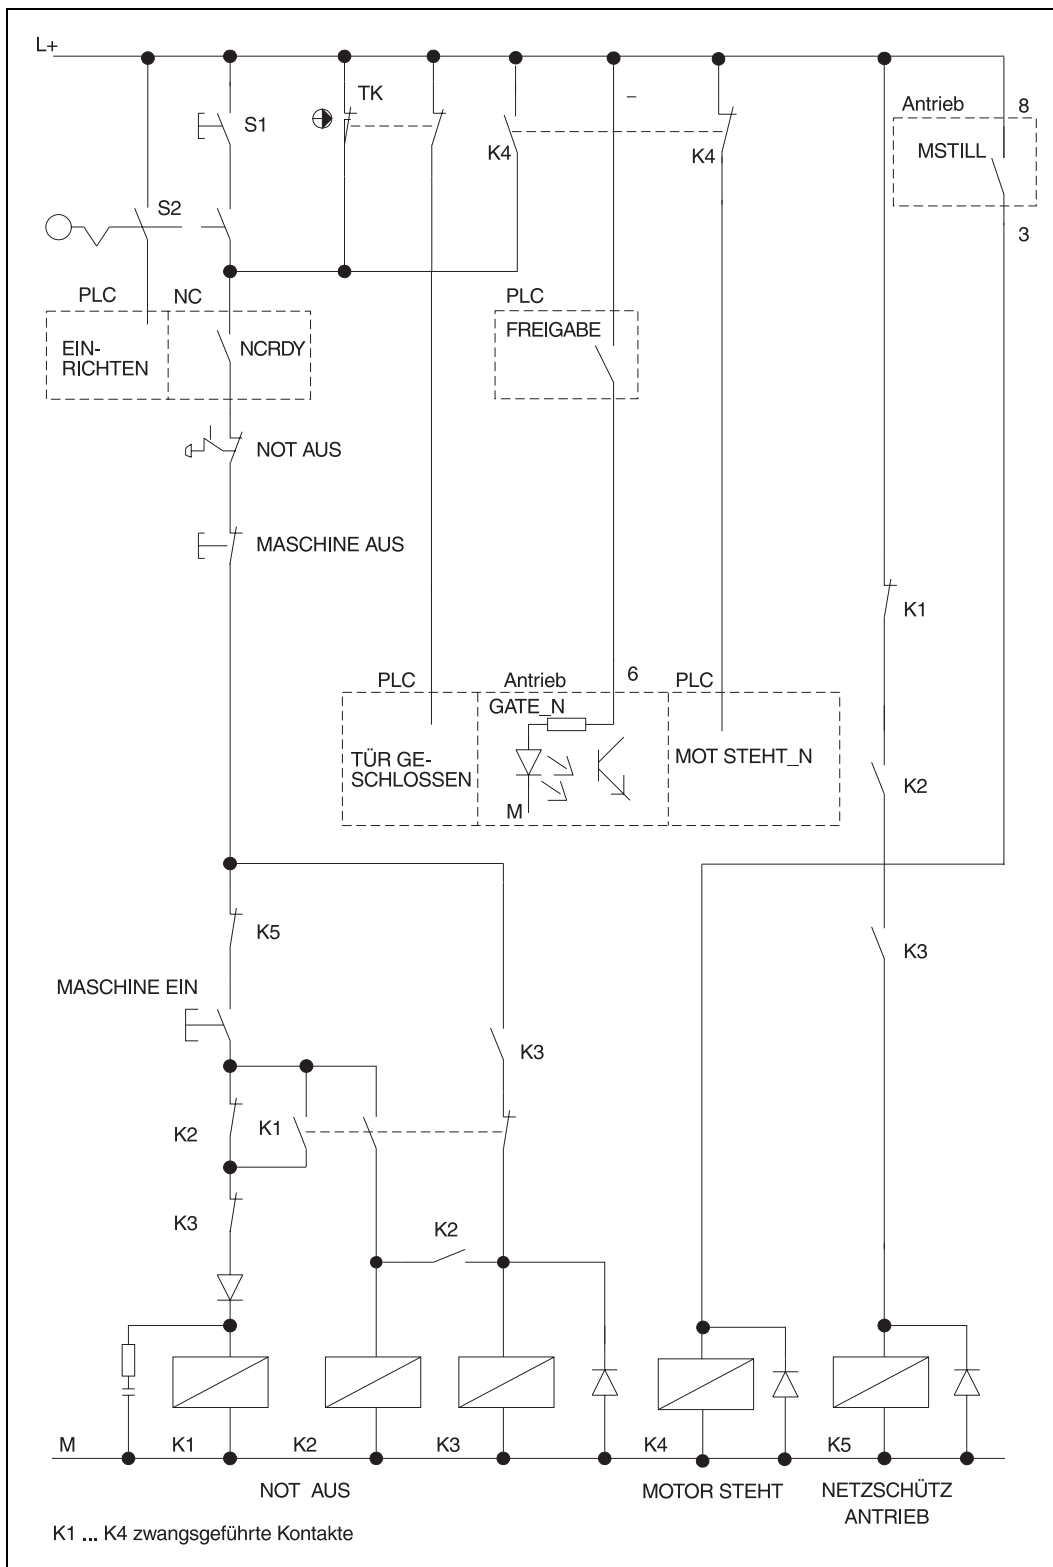 L+
TK
S1
K4
K4
Antrieb
8
MSTILL
3
S2
PLC
NC
EIN-
RICHTEN
NCRDY
PLC
FREIGABE
NOT AUS
MASCHINE AUS
K1
PLC
Antrieb
6
PLC
GATE_N
TÜR GE-
SCHLOSSEN
MOT STEHT_N
M
K2
K5
K3
MASCHINE EIN
K3
K2
K1
K3
K2
M
K1
K2
K3
K4
K5
NOT AUS
MOTOR STEHT
NETZSCHÜTZ
ANTRIEB
K1 ... K4 zwangsgeführte Kontakte